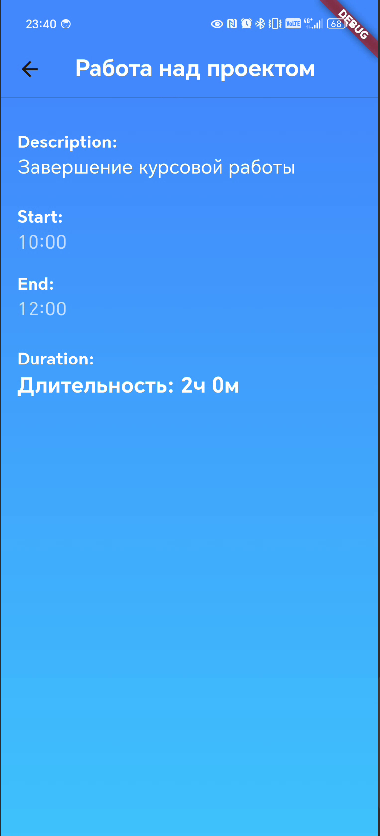 23:40
68
DEBUG
Работа над проектом
Description:
Завершение курсовой работы
Start:
10:00
End:
12:00
Duration:
Длительность: 2ч 0м